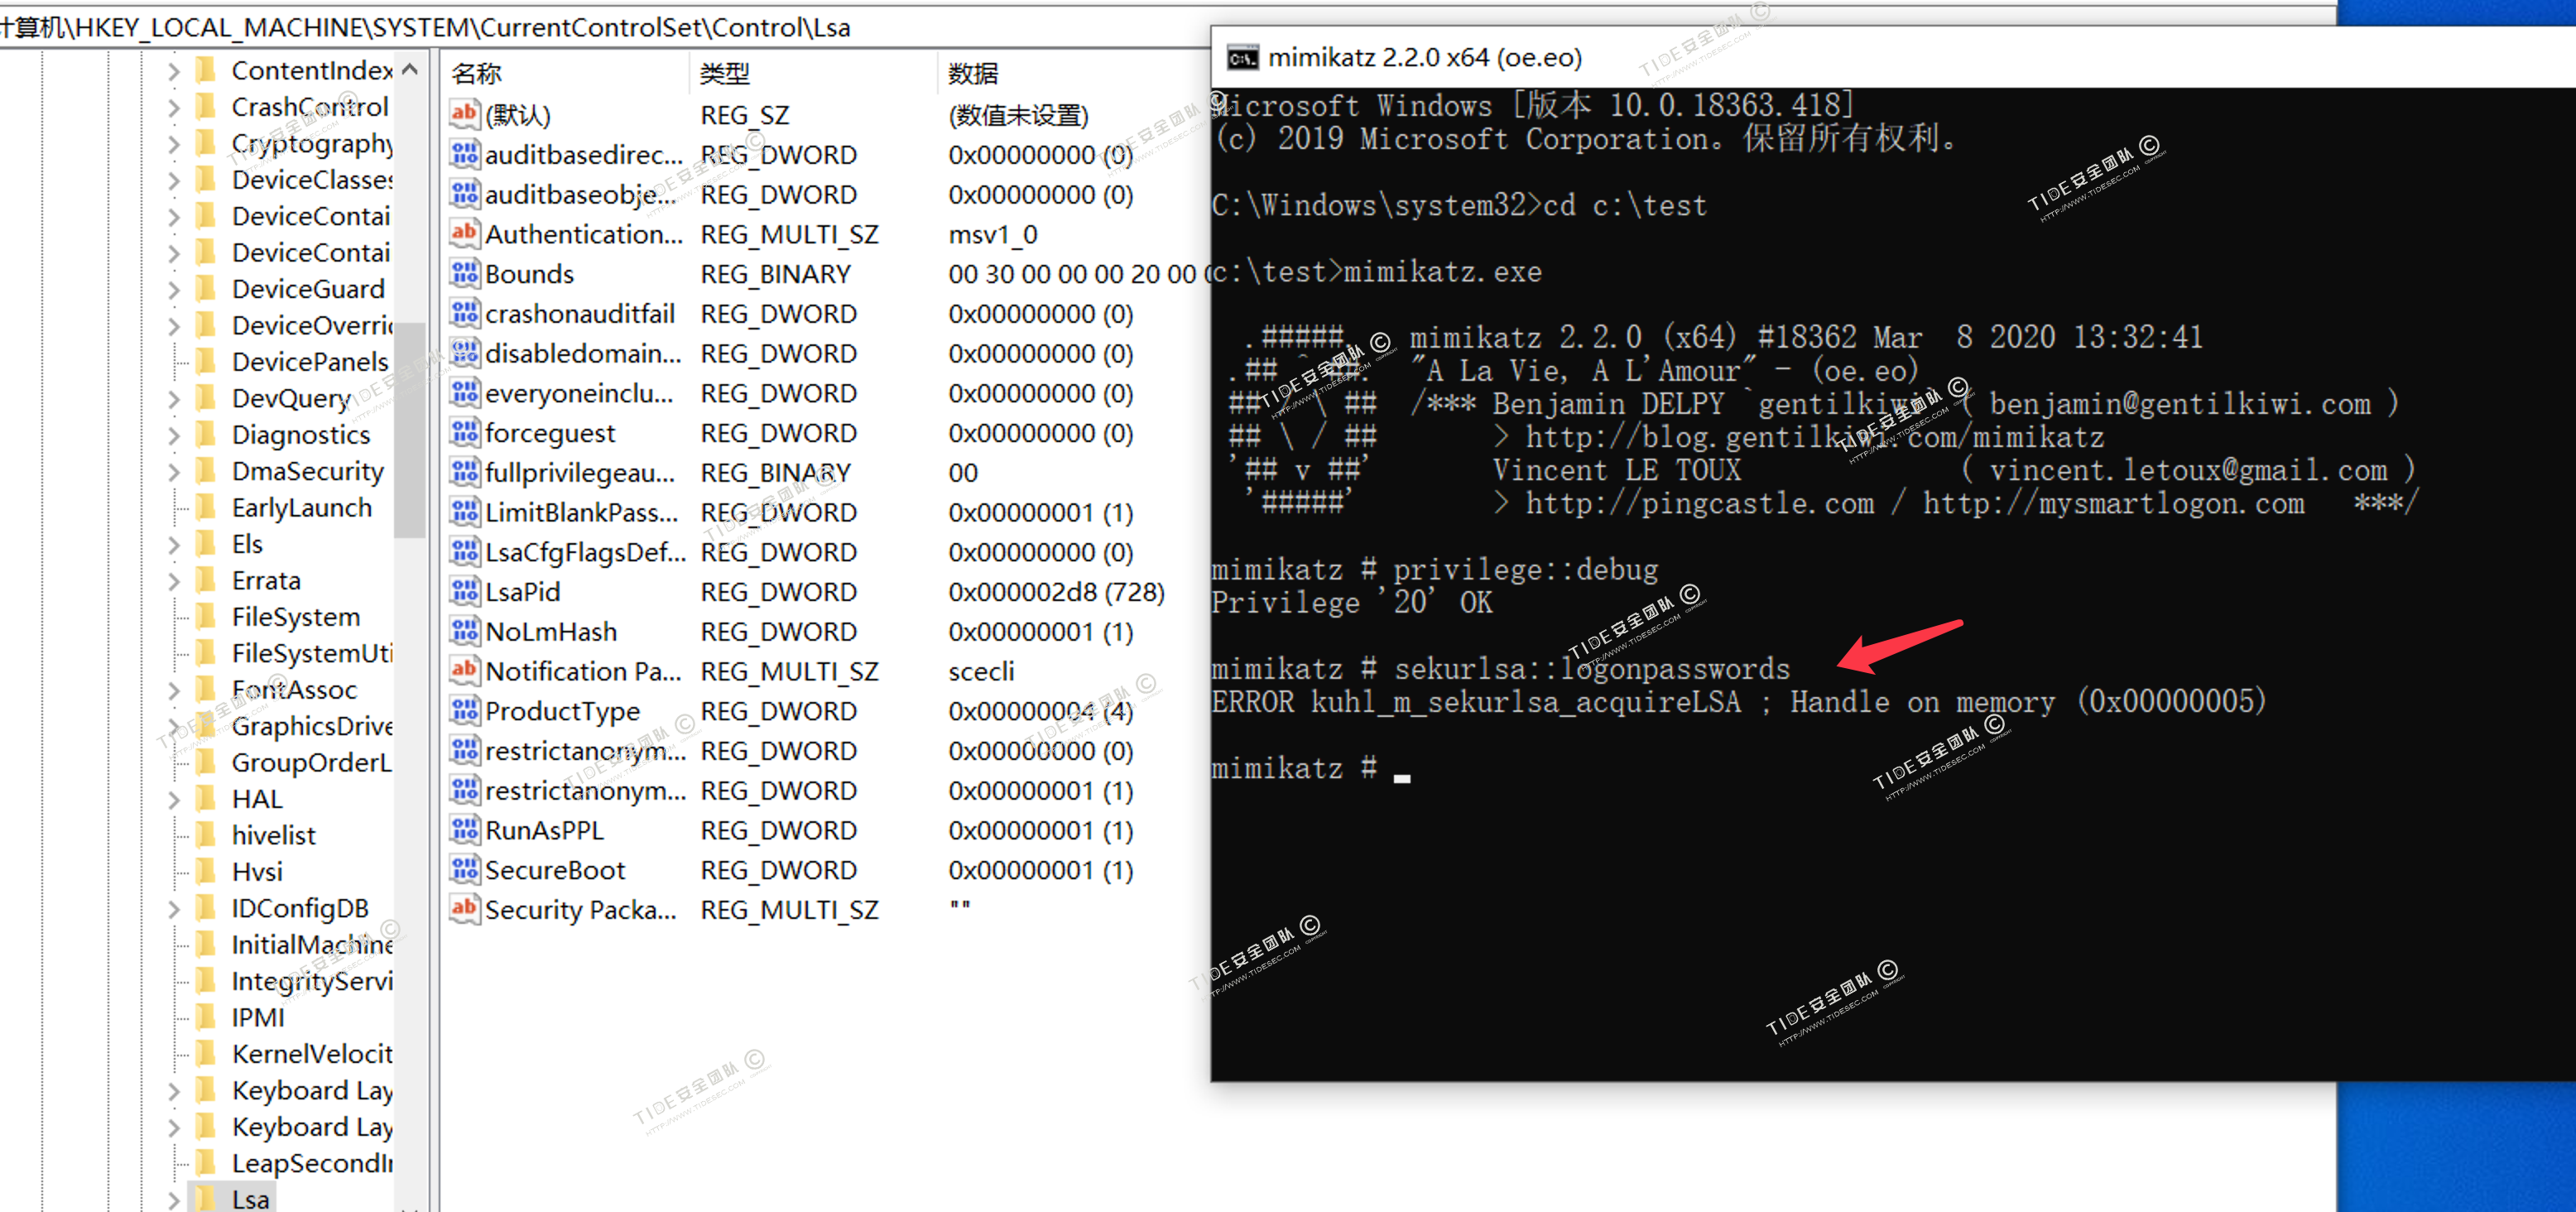 计算机\HKEY_LOCAL_MACHINE\SYSTEM\CurrentControlSet\Control\Lsa
ContentIndex
CrashControl
Cryptography
DeviceClasses
DeviceContai
DeviceContai
DeviceGuard
DeviceOverri
DevicePanels
DevQuery
Diagnostics
DmaSecurity
EarlyLaunch
Els
Errata
FileSystem
FileSystemUti
FontAssoc
GraphicsDrive
GroupOrderL
HAL
hivelist
Hvsi
IDConfigDB
InitialMachine
IntegrityServi
IPMI
KernelVelocit
Keyboard Lay
Keyboard Lay
LeapSecondIn
Lsa
名称 类型 数据
(默认) REG_SZ (数值未设置)
auditbasedirec... REG_DWORD 0x00000000 (0)
auditbaseobje... REG_DWORD 0x00000000 (0)
Authentication... REG_MULTI_SZ msv1_0
Bounds REG_BINARY 00 30 00 00 00 20 00
crashonauditfail REG_DWORD 0x00000000 (0)
disabledomain... REG_DWORD 0x00000000 (0)
everyoneinclu... REG_DWORD 0x00000000 (0)
forceguest REG_DWORD 0x00000000 (0)
fullprivilegeau... REG_BINARY 00
LimitBlankPass... REG_DWORD 0x00000001 (1)
LsaCfgFlagsDef... REG_DWORD 0x00000000 (0)
LsaPid REG_DWORD 0x000002d8 (728)
NoLmHash REG_DWORD 0x00000001 (1)
Notification Pa... REG_MULTI_SZ scecli
ProductType REG_DWORD 0x00000004 (4)
restrictanonym... REG_DWORD 0x00000000 (0)
restrictanonym... REG_DWORD 0x00000001 (1)
RunAsPPL REG_DWORD 0x00000001 (1)
SecureBoot REG_DWORD 0x00000001 (1)
Security Packa... REG_MULTI_SZ ""
mimikatz 2.2.0 x64 (oe.eo)
Microsoft Windows [版本 10.0.18363.418]
(c) 2019 Microsoft Corporation。保留所有权利。
C:\Windows\system32>cd c:\test
c:\test>mimikatz.exe
.#####. mimikatz 2.2.0 (x64) #18362 Mar  8 2020 13:32:41
.## ^ ##. "A La Vie, A L'Amour" - (oe.eo)
## / \ ## /*** Benjamin DELPY `gentilkiwi` ( benjamin@gentilkiwi.com )
## \ / ## > http://blog.gentilkiwi.com/mimikatz
'## v ##' Vincent LE TOUX ( vincent.letoux@gmail.com )
'#####' > http://pingcastle.com / http://mysmartlogon.com ***/
mimikatz # privilege::debug
Privilege '20' OK
mimikatz # sekurlsa::logonpasswords
ERROR kuhl_m_sekurlsa_acquireLSA ; Handle on memory (0x00000005)
mimikatz #
TIDE安全团队 ©
HTTP://WWW.TIDESEC.COM